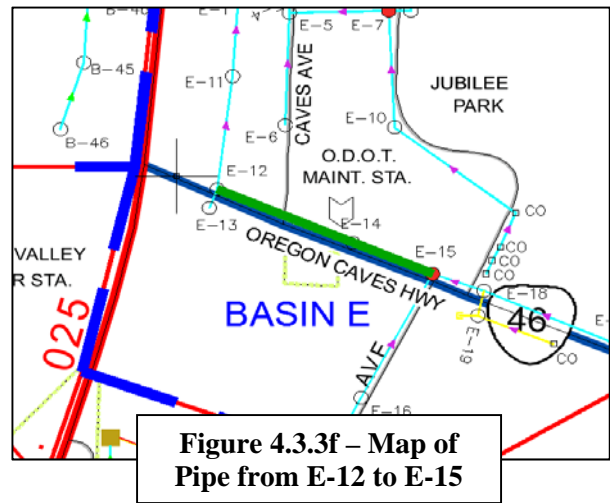 E-5
E-7
B-45
E-11
CAVES AVE
JUBILEE
PARK
E-10
B-46
E-6
O.D.O.T.
MAINT. STA.
E-12
E-13
E-14
CO
CO
CO
CO
CO
E-15
OREGON CAVES HWY
VALLEY
R STA.
E-18
46
BASIN E
025
E-19
CO
AVE
E-16
Figure 4.3.3f – Map of
Pipe from E-12 to E-15